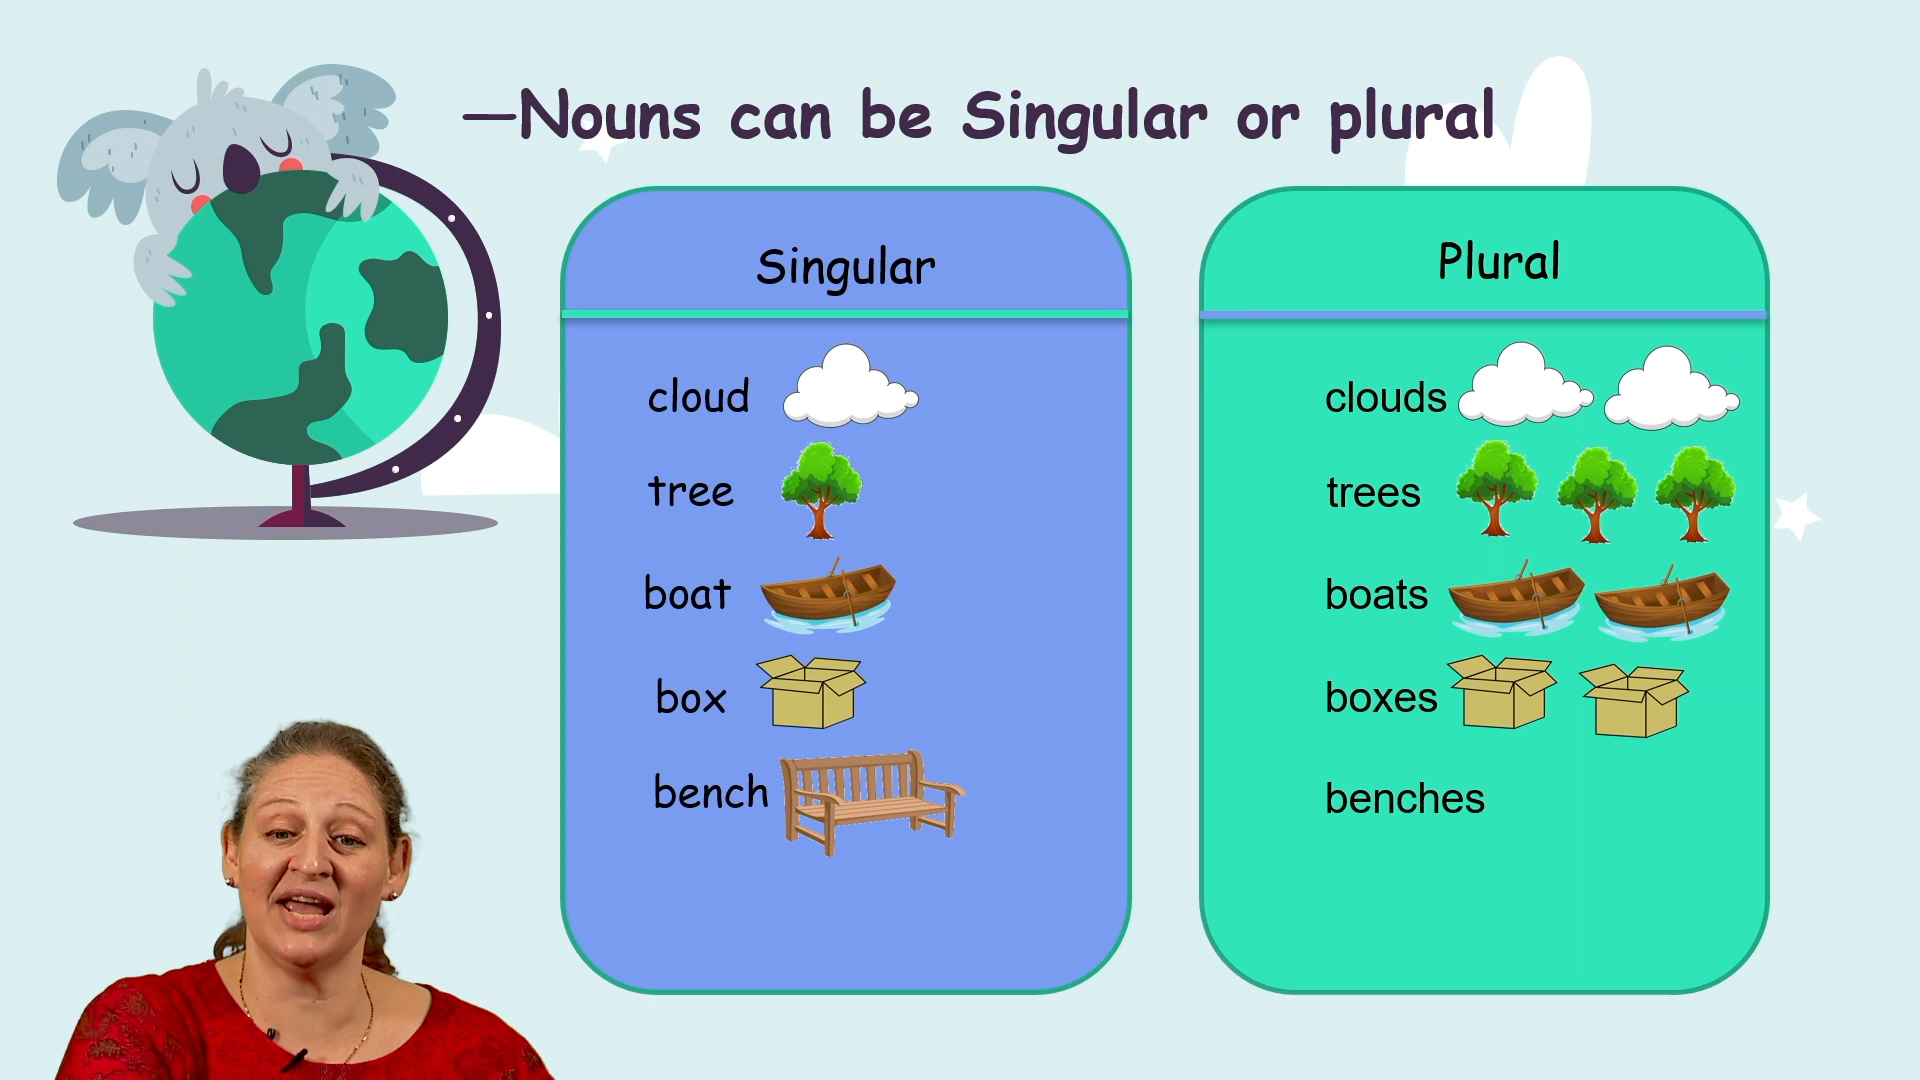 —Nouns can be Singular or plural
Singular
cloud
tree
boat
box
bench
Plural
clouds
trees
boats
boxes
benches